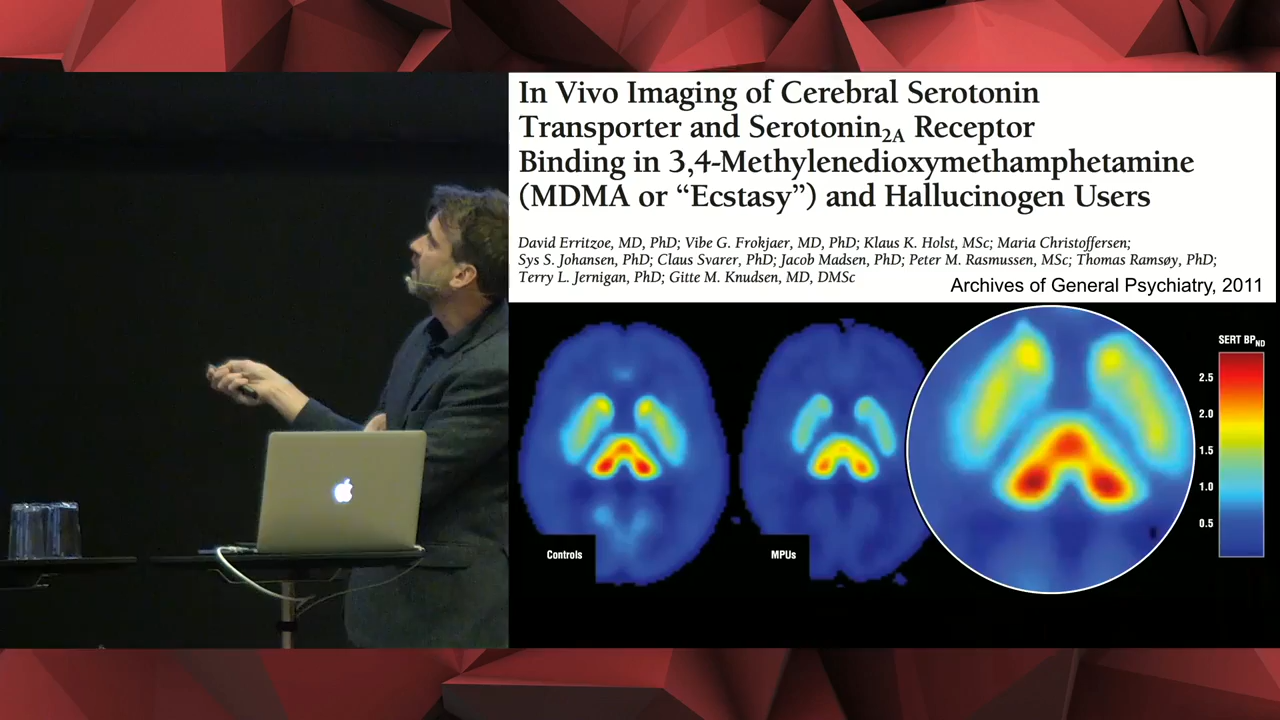 In Vivo Imaging of Cerebral Serotonin
Transporter and Serotonin2A Receptor
Binding in 3,4-Methylenedioxymethamphetamine
(MDMA or “Ecstasy”) and Hallucinogen Users
David Erritzoe, MD, PhD; Vibe G. Frokjaer, MD, PhD; Klaus K. Holst, MSc; Maria Christoffersen;
Sys S. Johansen, PhD; Claus Svarer, PhD; Jacob Madsen, PhD; Peter M. Rasmussen, MSc; Thomas Ramsøy, PhD;
Terry L. Jernigan, PhD; Gitte M. Knudsen, MD, DMSc
Archives of General Psychiatry, 2011
SERT BPND
2.5
2.0
1.5
1.0
0.5
Controls
MPUs